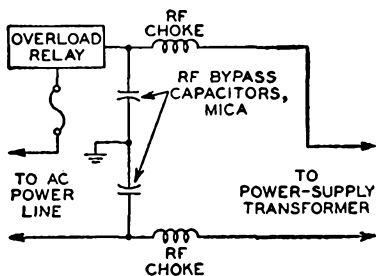 RF
CHOKE
OVERLOAD
RELAY
RF BYPASS
CAPACITORS,
MICA
TO AC
POWER
LINE
TO
POWER-SUPPLY
TRANSFORMER
RF
CHOKE